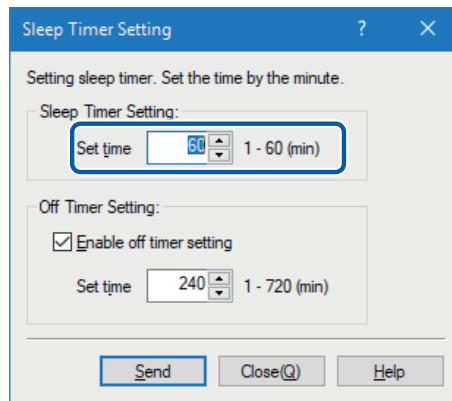 Sleep Timer Setting ?
Setting sleep timer. Set the time by the minute.
Sleep Timer Setting:
Set time 60 1 - 60 (min)
Off Timer Setting:
Enable off timer setting
Set time 240 1 - 720 (min)
Send Close(Q) Help